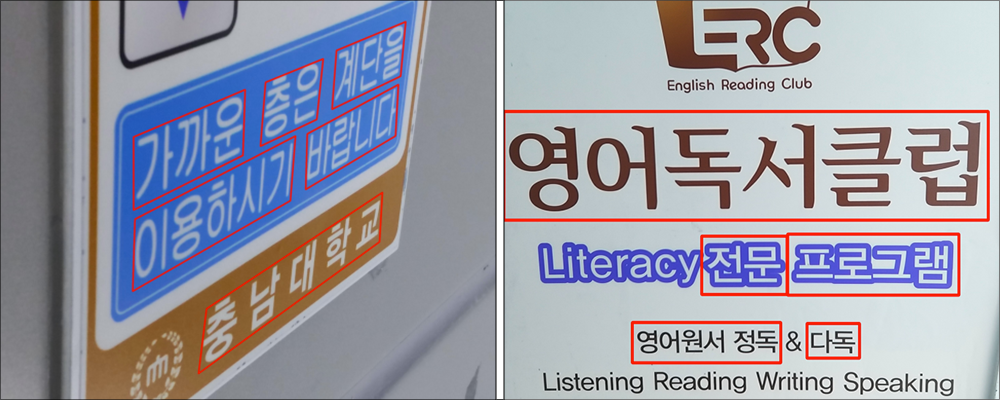 가까운 층은 계단을
이용하시기 바랍니다
충남대학교
ERC
English Reading Club
영어독서클럽
Literacy 전문 프로그램
영어원서 정독 & 다독
Listening Reading Writing Speaking